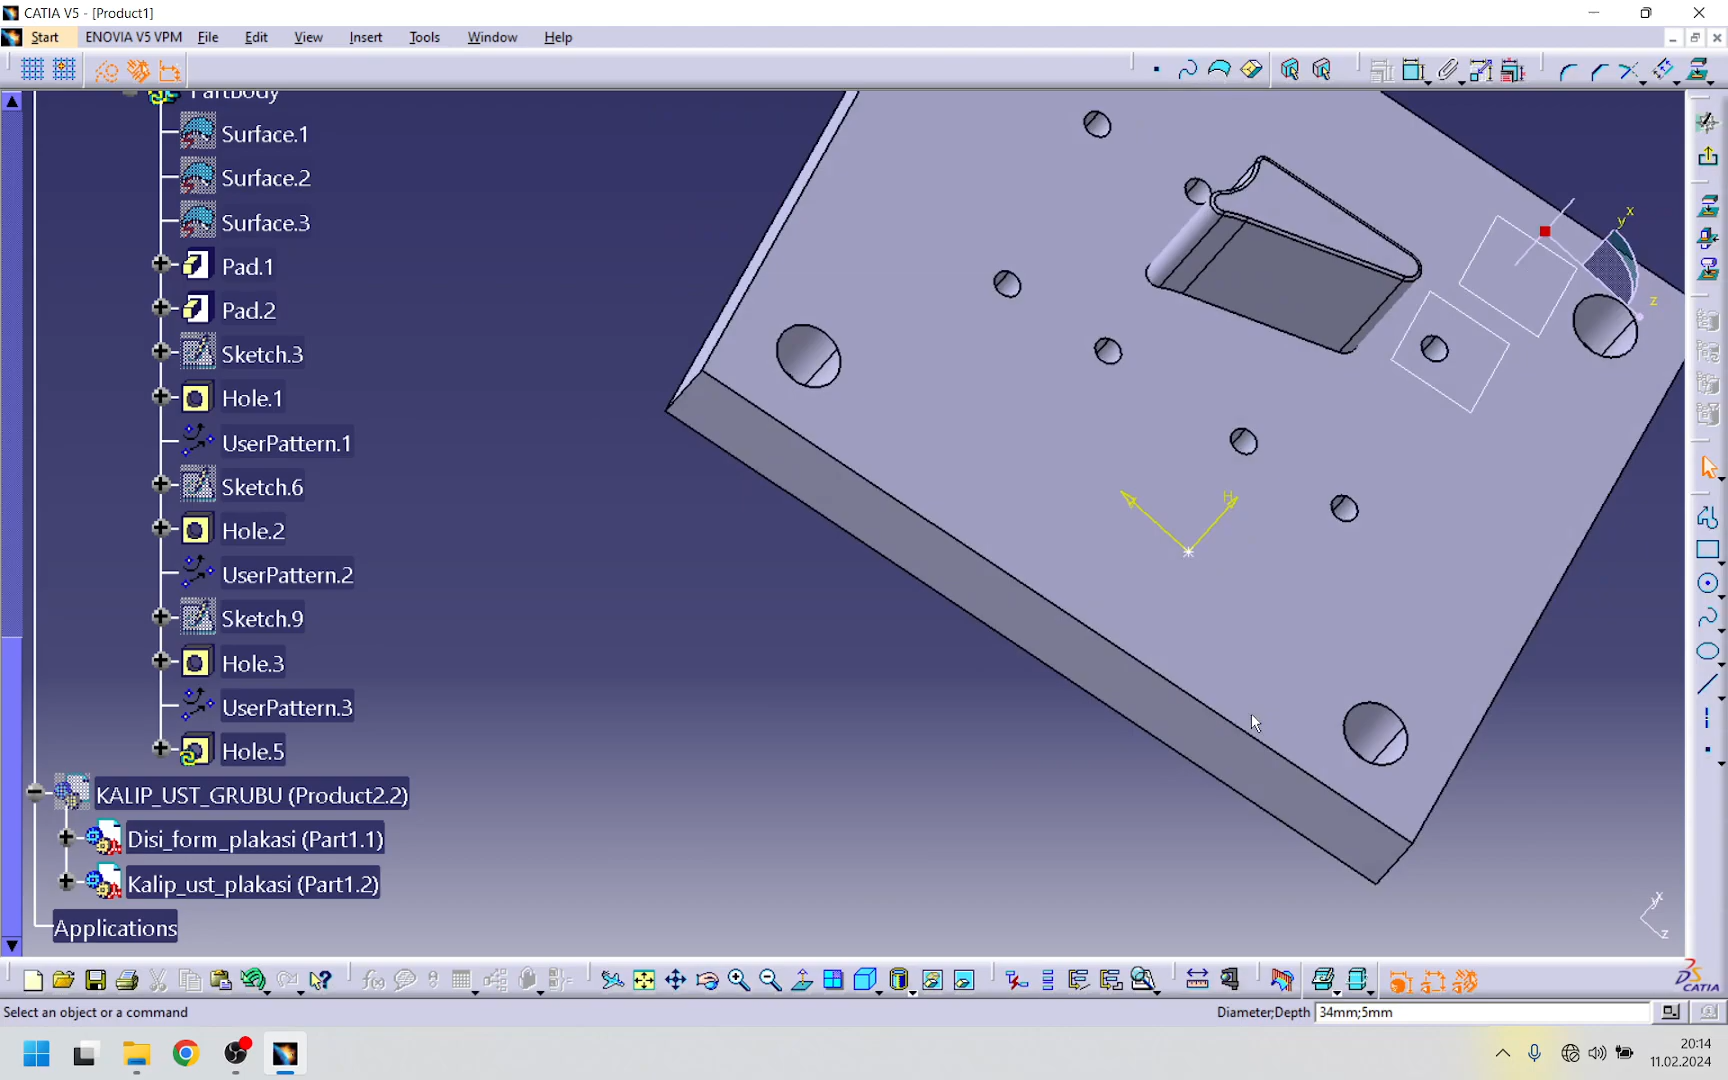 CATIA V5 - [Product1]
Start ENOVIA V5 VPM File Edit View Insert Tools Window Help
PartBody
Surface.1
Surface.2
Surface.3
Pad.1
Pad.2
Sketch.3
Hole.1
UserPattern.1
Sketch.6
Hole.2
UserPattern.2
Sketch.9
Hole.3
UserPattern.3
Hole.5
KALIP_UST_GRUBU (Product2.2)
Disi_form_plakasi (Part1.1)
Kalip_ust_plakasi (Part1.2)
Applications
x
y
z
H
x
y
z
CATIA
Select an object or a command
Diameter;Depth 34mm;5mm
20:14
11.02.2024